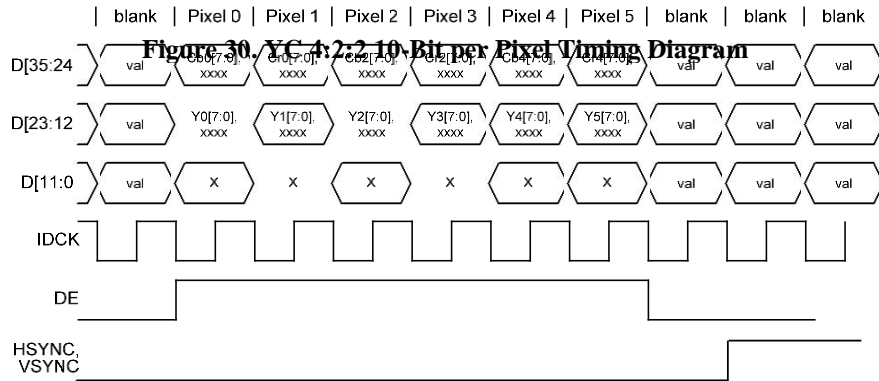 | blank | Pixel 0 | Pixel 1 | Pixel 2 | Pixel 3 | Pixel 4 | Pixel 5 | blank | blank | blank
Figure 30. YC 4:2:2 10-Bit per Pixel Timing Diagram
D[35:24 val Cb0[7:0], Cr0[7:0], Cb2[7:0], Cr2[7:0], Cb4[7:0], Cr4[7:0], val val val
xxxx xxxx xxxx xxxx xxxx xxxx
D[23:12 val Y0[7:0], Y1[7:0], Y2[7:0], Y3[7:0], Y4[7:0], Y5[7:0], val val val
xxxx xxxx xxxx xxxx xxxx xxxx
D[11:0 val x x x x x x val val val
IDCK
DE
HSYNC,
VSYNC